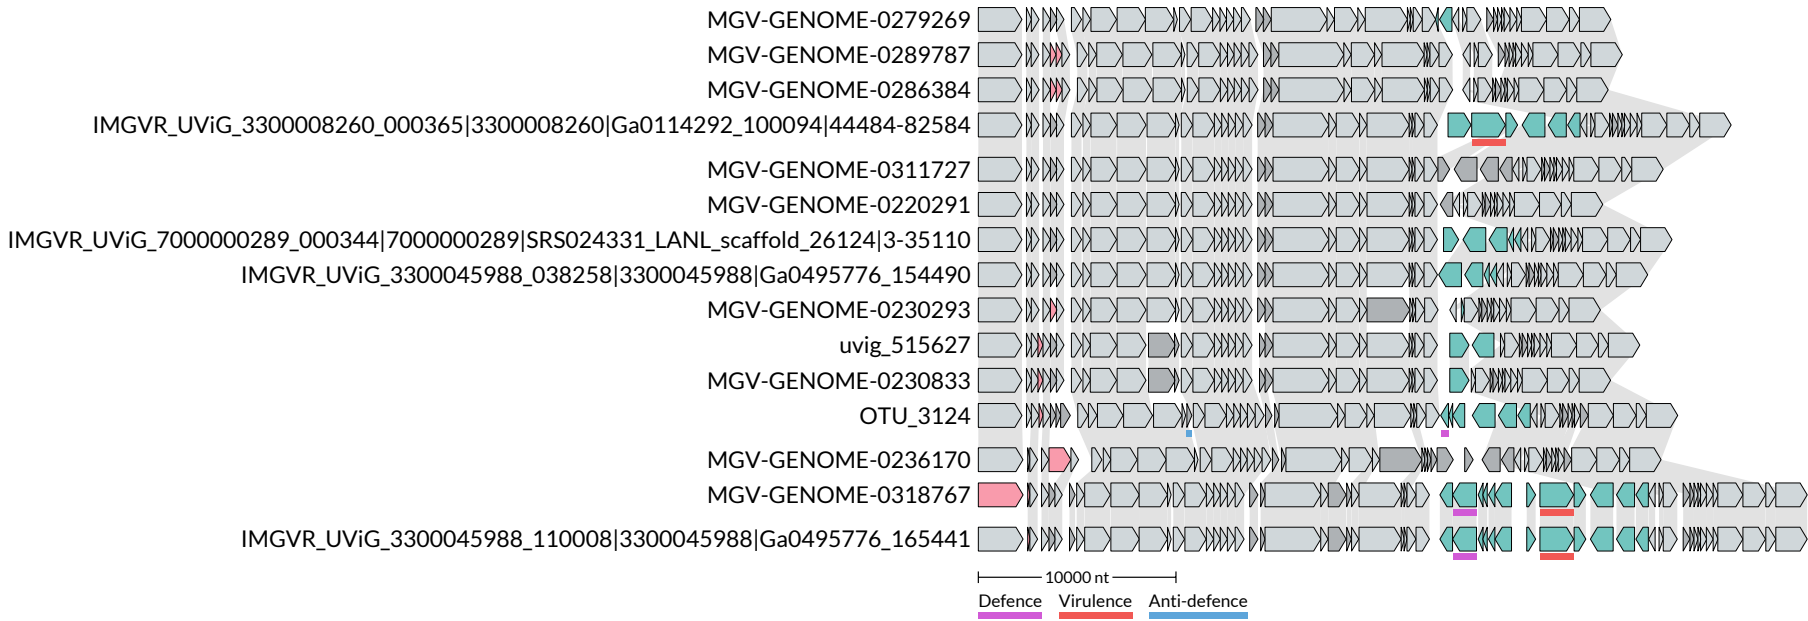 MGV-GENOME-0279269
MGV-GENOME-0289787
MGV-GENOME-0286384
IMGVR_UViG_3300008260_000365|3300008260|Ga0114292_100094|44484-82584
MGV-GENOME-0311727
MGV-GENOME-0220291
IMGVR_UViG_7000000289_000344|7000000289|SRS024331_LANL_scaffold_26124|3-35110
IMGVR_UViG_3300045988_038258|3300045988|Ga0495776_154490
MGV-GENOME-0230293
uvig_515627
MGV-GENOME-0230833
OTU_3124
MGV-GENOME-0236170
MGV-GENOME-0318767
IMGVR_UViG_3300045988_110008|3300045988|Ga0495776_165441
10000 nt
Defence Virulence Anti-defence